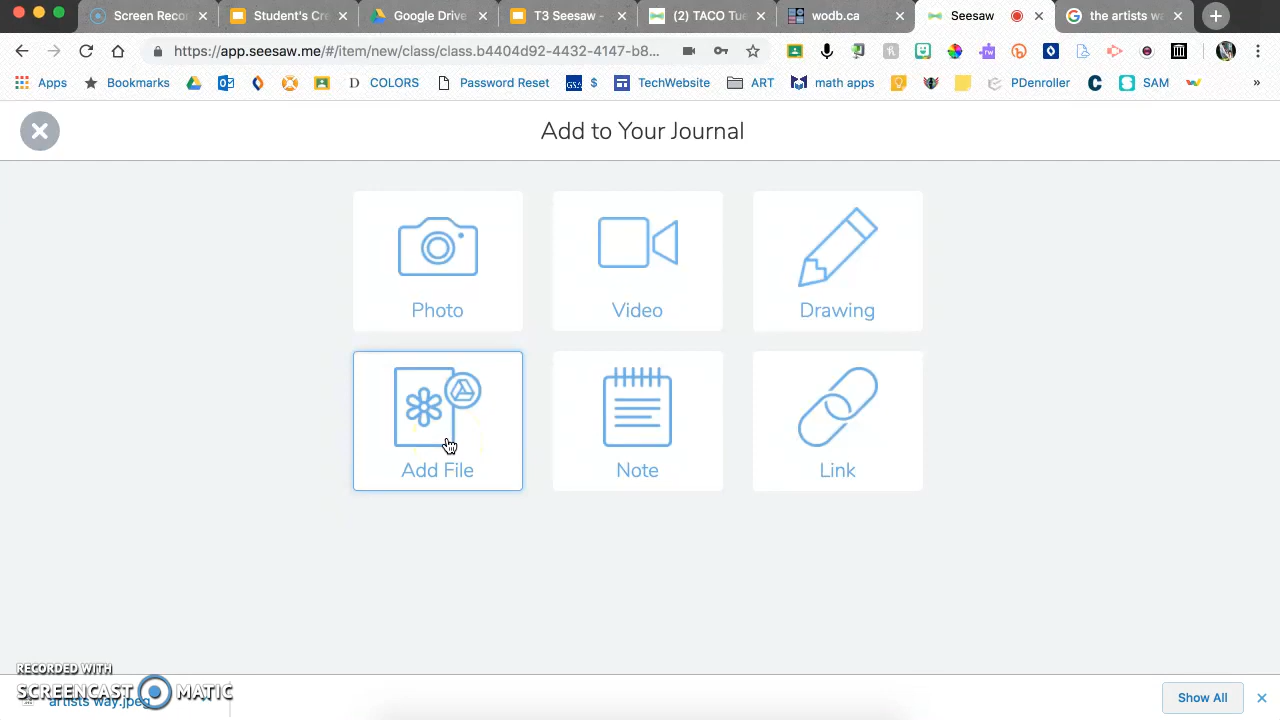 Screen Reco
Student's Cre
Google Drive
T3 Seesaw -
(2) TACO Tue
wodb.ca
Seesaw
the artists wa
https://app.seesaw.me/#/item/new/class/class.b4404d92-4432-4147-b8...
Apps
Bookmarks
D COLORS
Password Reset
GSA $
TechWebsite
ART
math apps
PDenroller
SAM
»
Add to Your Journal
Photo
Video
Drawing
Add File
Note
Link
RECORDED WITH
SCREENCAST MATIC
artists way.jpeg
Show All